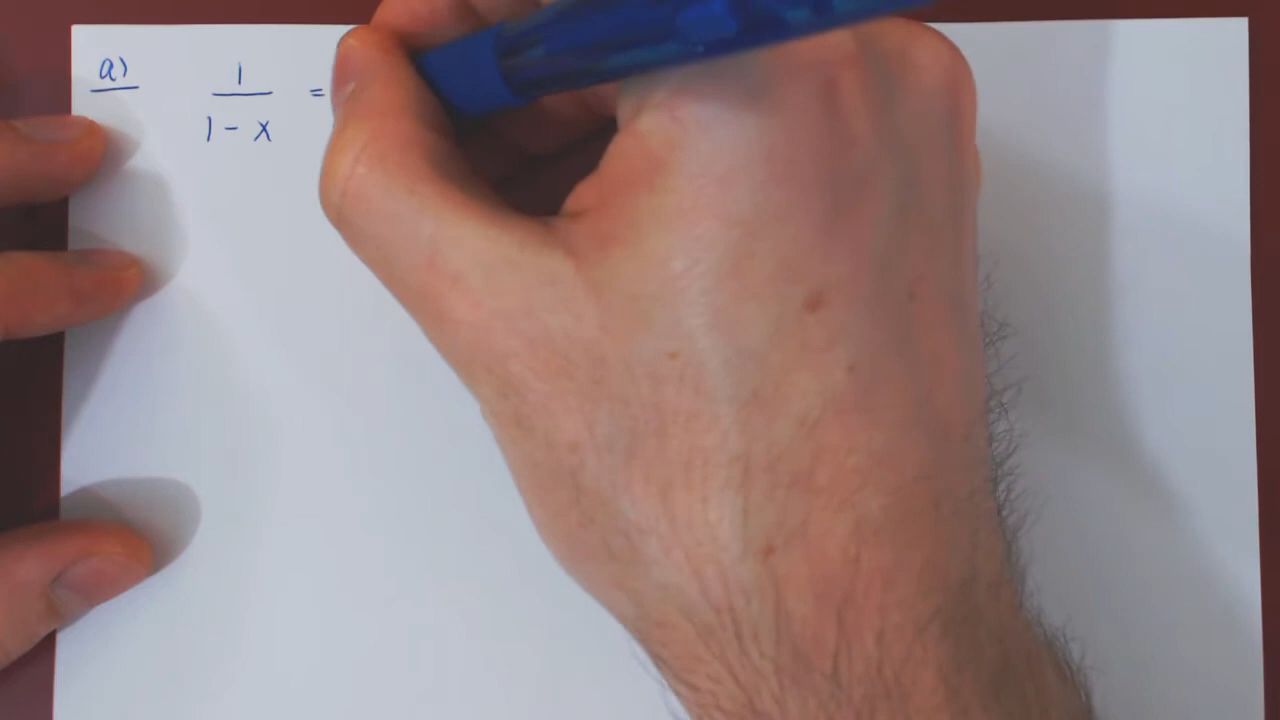 a) 1/(1 - x) =